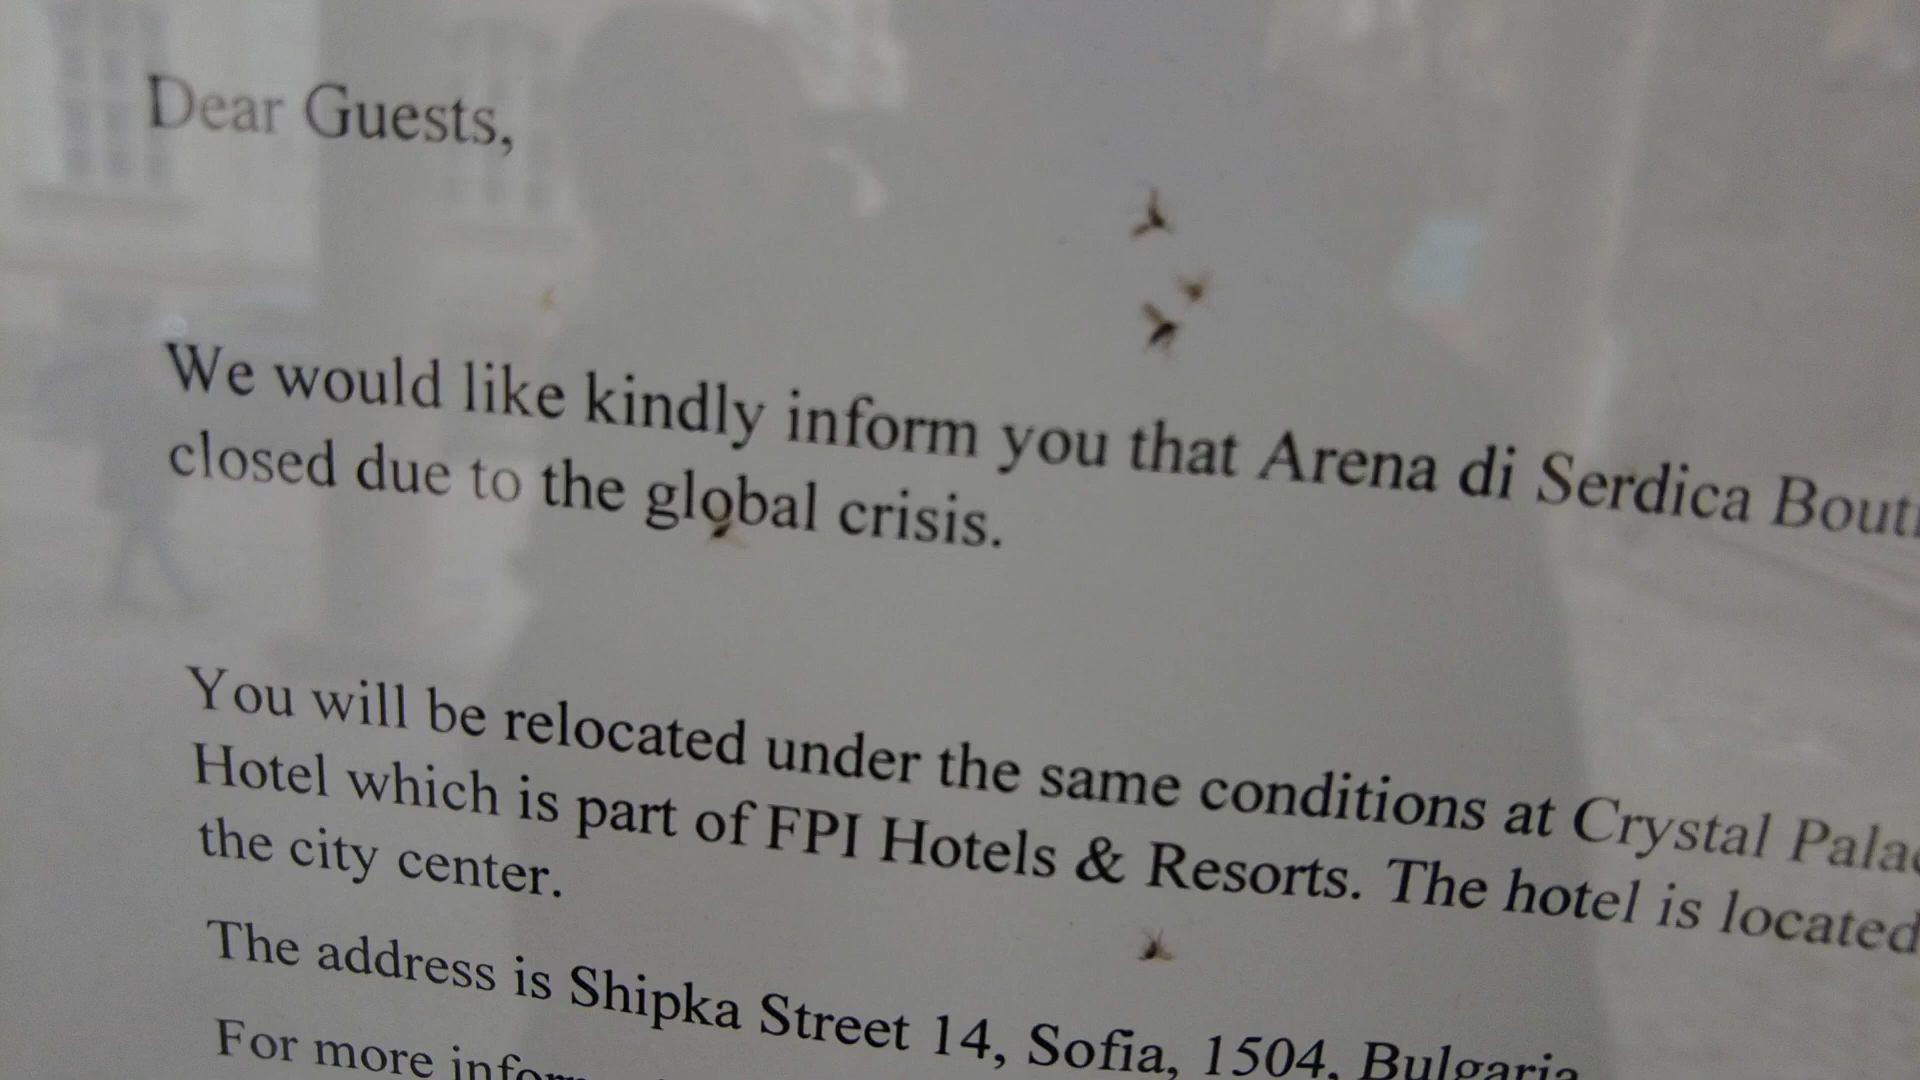 Dear Guests,
We would like kindly inform you that Arena di Serdica
closed due to the global crisis.
You will be relocated under the same conditions at Crystal
Hotel which is part of FPI Hotels & Resorts. The hotel is located
the city center.
The address is Shipka Street 14, Sofia, 1504, Bulgaria
For more